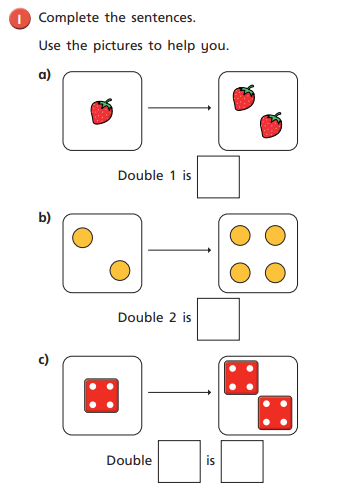 1 Complete the sentences.
Use the pictures to help you.
a)
Double 1 is
b)
Double 2 is
c)
Double is